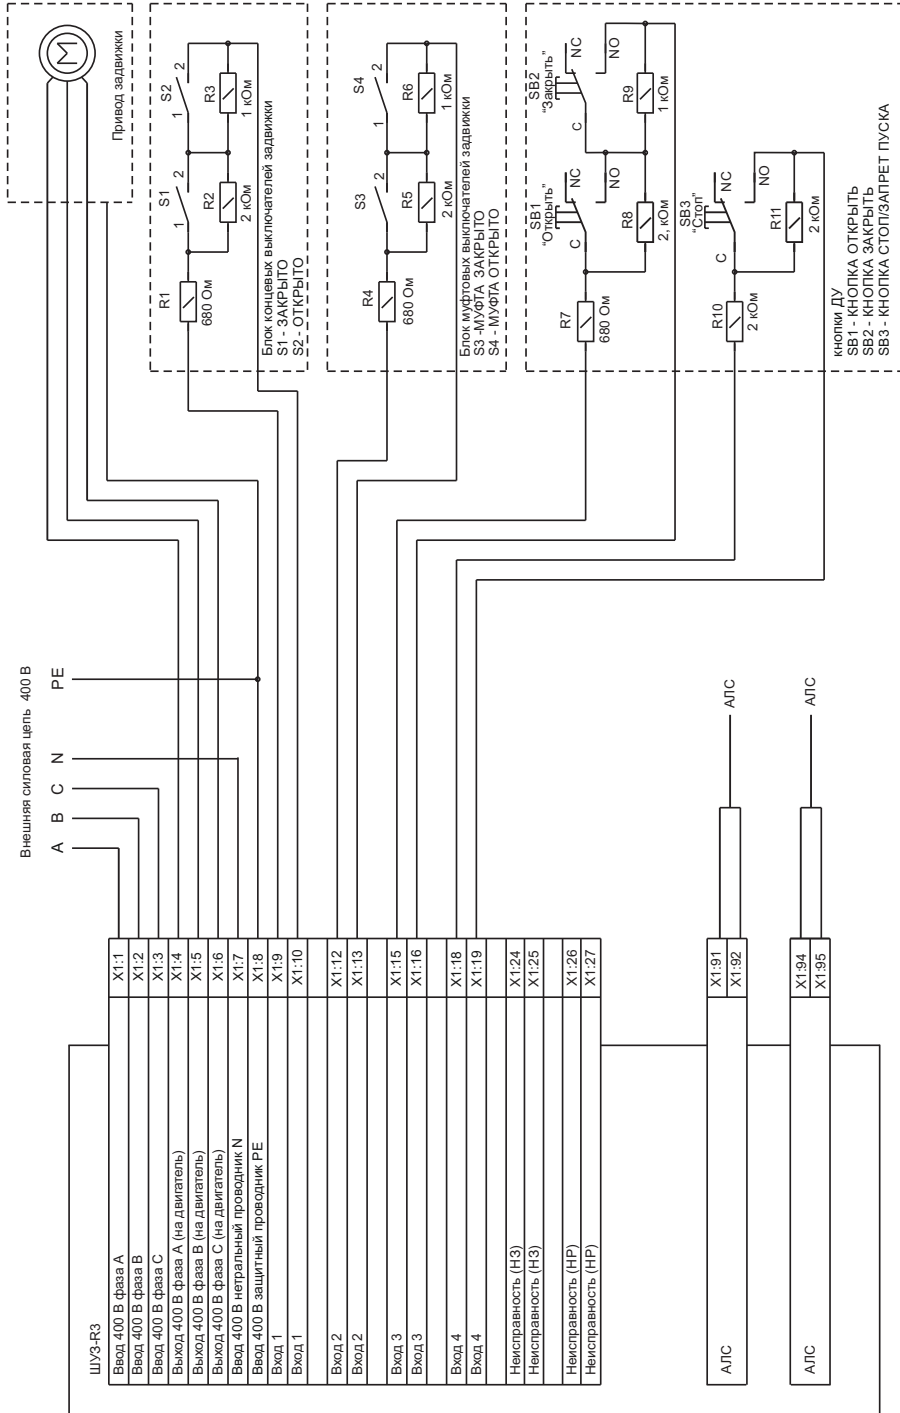 ШУЗ-R3
Ввод 400 В фаза А
X1:1
Ввод 400 В фаза В
X1:2
Ввод 400 В фаза С
X1:3
Выход 400 В фаза А (на двигатель)
X1:4
Выход 400 В фаза В (на двигатель)
X1:5
Выход 400 В фаза С (на двигатель)
X1:6
Ввод 400 В нетральный проводник N
X1:7
Ввод 400 В защитный проводник PE
X1:8
Вход 1
X1:9
Вход 1
X1:10
Вход 2
X1:12
Вход 2
X1:13
Вход 3
X1:15
Вход 3
X1:16
Вход 4
X1:18
Вход 4
X1:19
Неисправность (НЗ)
X1:24
Неисправность (НЗ)
X1:25
Неисправность (НР)
X1:26
Неисправность (НР)
X1:27
АЛС
X1:91
X1:92
АЛС
АЛС
X1:94
X1:95
АЛС
Внешняя силовая цепь 400 В
A
B
C
N
PE
M
Привод задвижки
S2
1
2
R3
1 кОм
S1
1
2
R2
2 кОм
R1
680 Ом
Блок концевых выключателей задвижки
S1 - ЗАКРЫТО
S2 - ОТКРЫТО
S4
1
2
R6
1 кОм
S3
1
2
R5
2 кОм
R4
680 Ом
Блок муфтовых выключателей задвижки
S3 -МУФТА ЗАКРЫТО
S4 - МУФТА ОТКРЫТО
SB2
"Закрыть"
C
NC
NO
R9
1 кОм
SB1
"Открыть"
C
NC
NO
R8
2, кОм
R7
680 Ом
SB3
"Стоп"
C
NC
NO
R11
2 кОм
R10
2 кОм
кнопки ДУ
SB1 - КНОПКА ОТКРЫТЬ
SB2 - КНОПКА ЗАКРЫТЬ
SB3 - КНОПКА СТОП/ЗАПРЕТ ПУСКА